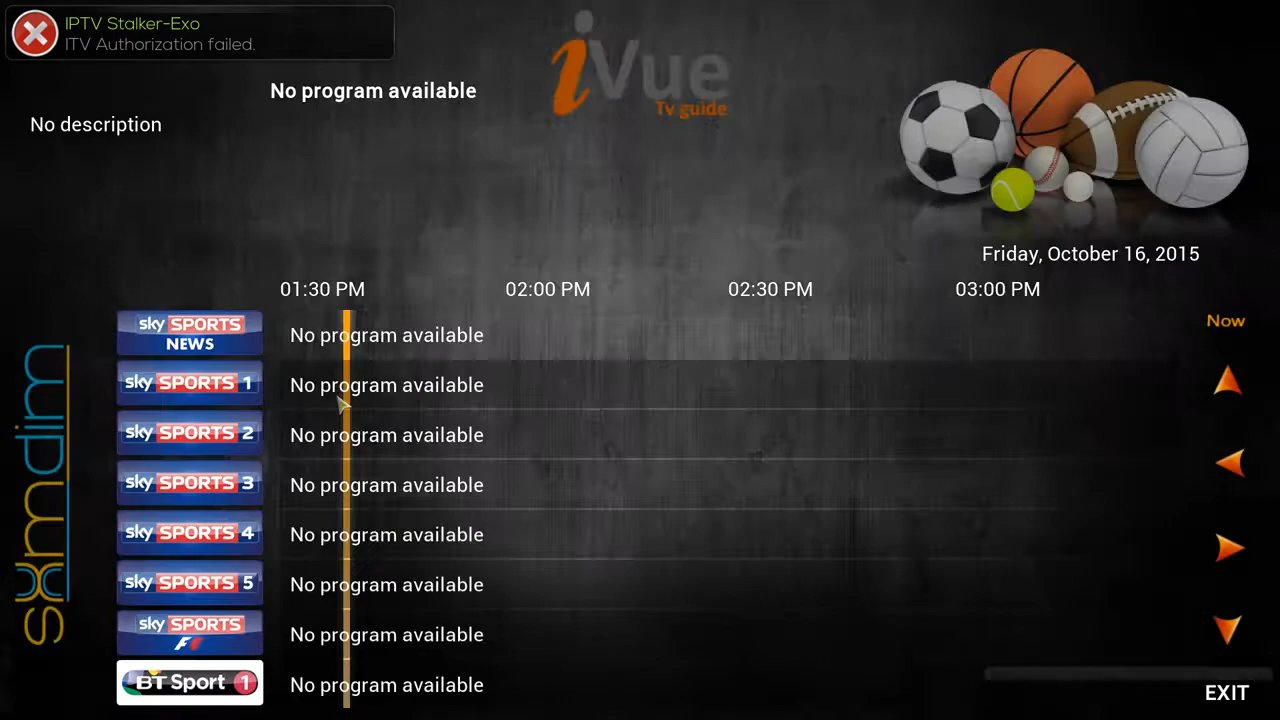 IPTV Stalker-Exo
ITV Authorization failed.
iVue
Tv guide
No program available
No description
Friday, October 16, 2015
01:30 PM
02:00 PM
02:30 PM
03:00 PM
Now
sky SPORTS NEWS
No program available
sky SPORTS 1
No program available
sky SPORTS 2
No program available
sky SPORTS 3
No program available
sky SPORTS 4
No program available
sky SPORTS 5
No program available
sky SPORTS F1
No program available
BT Sport 1
No program available
sxmdim
EXIT